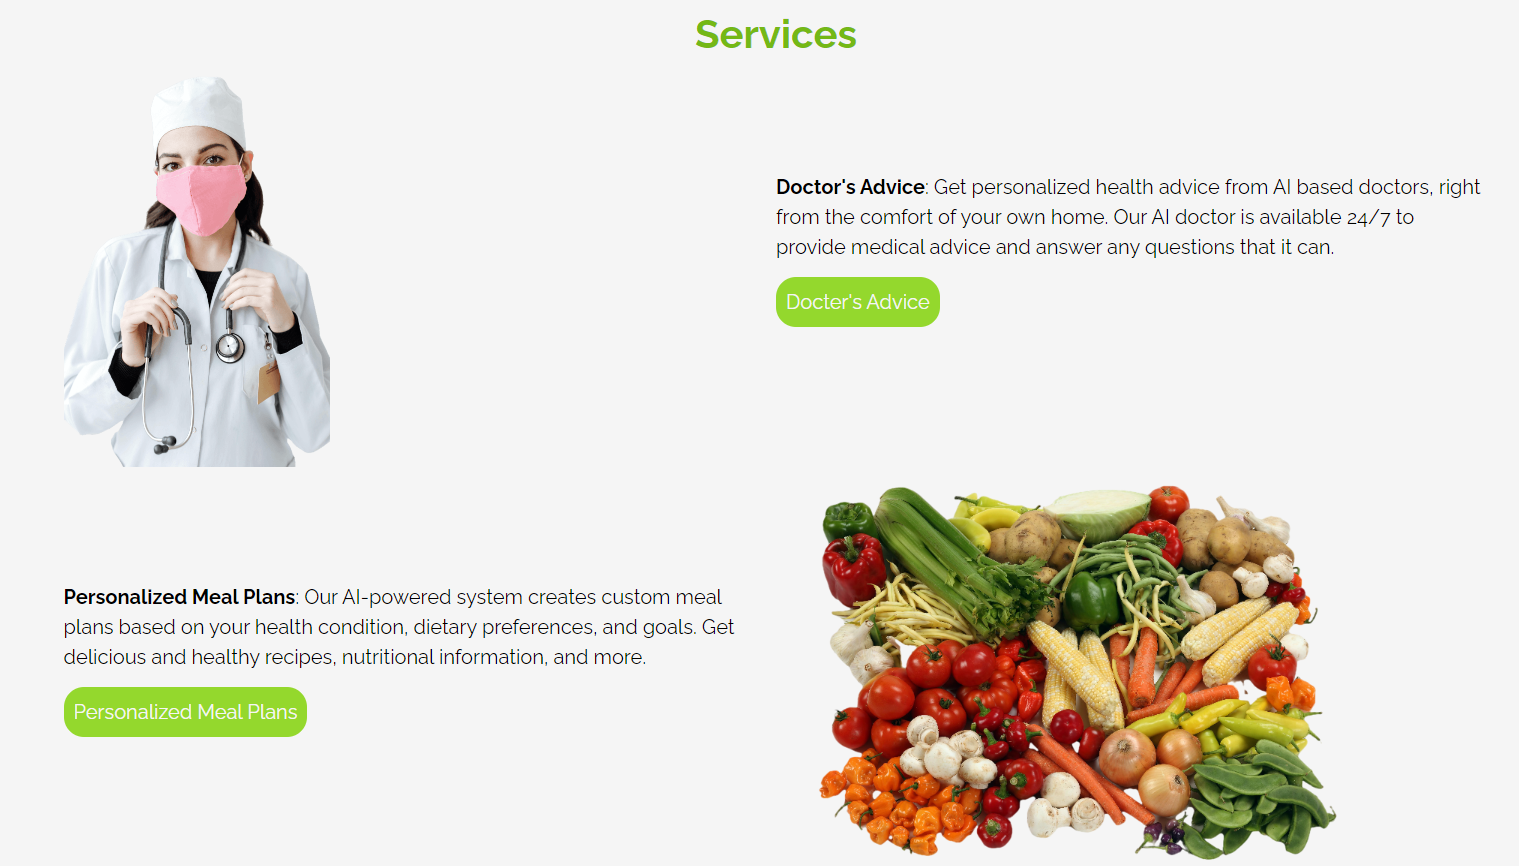 Services
Doctor's Advice: Get personalized health advice from AI based doctors, right
from the comfort of your own home. Our AI doctor is available 24/7 to
provide medical advice and answer any questions that it can.
Docter's Advice
Personalized Meal Plans: Our AI-powered system creates custom meal
plans based on your health condition, dietary preferences, and goals. Get
delicious and healthy recipes, nutritional information, and more.
Personalized Meal Plans